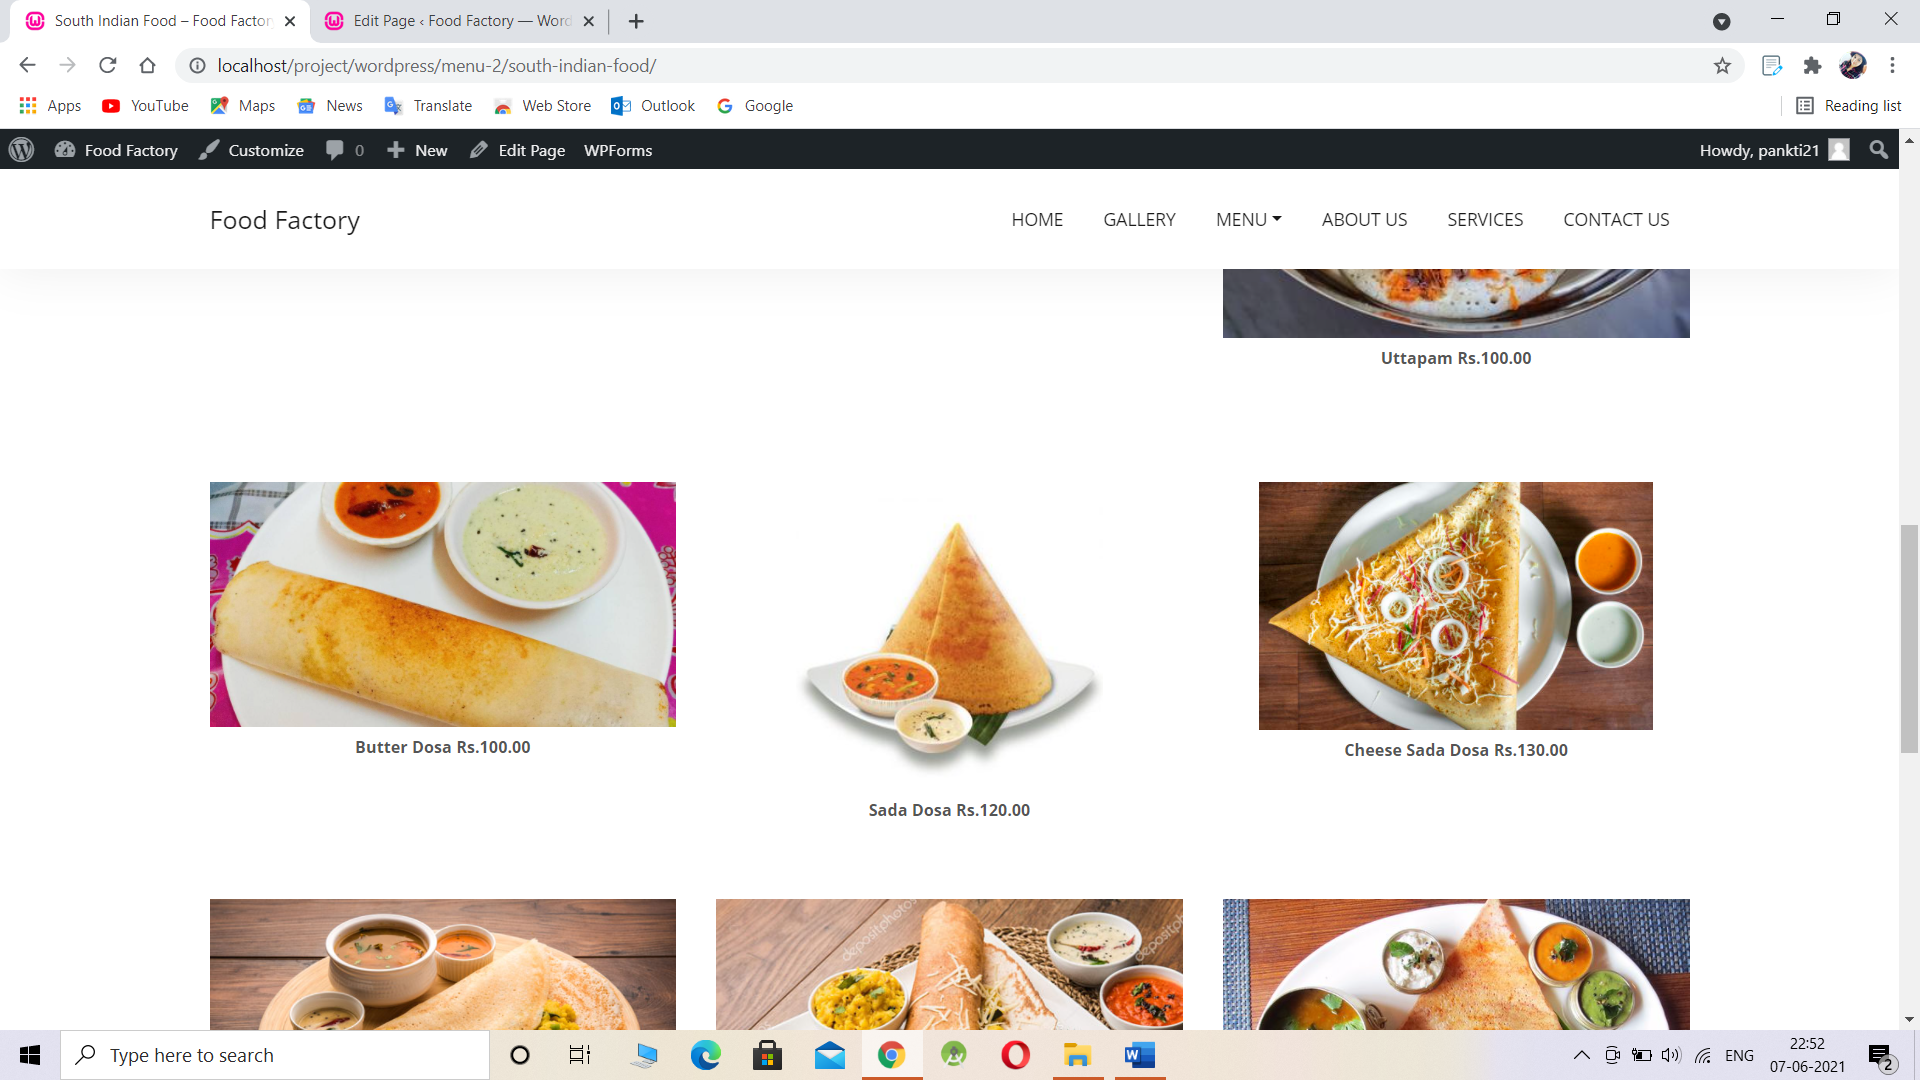 South Indian Food – Food Factor
Edit Page ‹ Food Factory — Word
localhost/project/wordpress/menu-2/south-indian-food/
Apps YouTube Maps News Translate Web Store Outlook Google Reading list
Food Factory Customize 0 New Edit Page WPForms Howdy, pankti21
Food Factory HOME GALLERY MENU ABOUT US SERVICES CONTACT US
Uttapam Rs.100.00
Butter Dosa Rs.100.00
Sada Dosa Rs.120.00
Cheese Sada Dosa Rs.130.00
depositphotos
depositphotos
Type here to search
ENG
22:52
07-06-2021
2